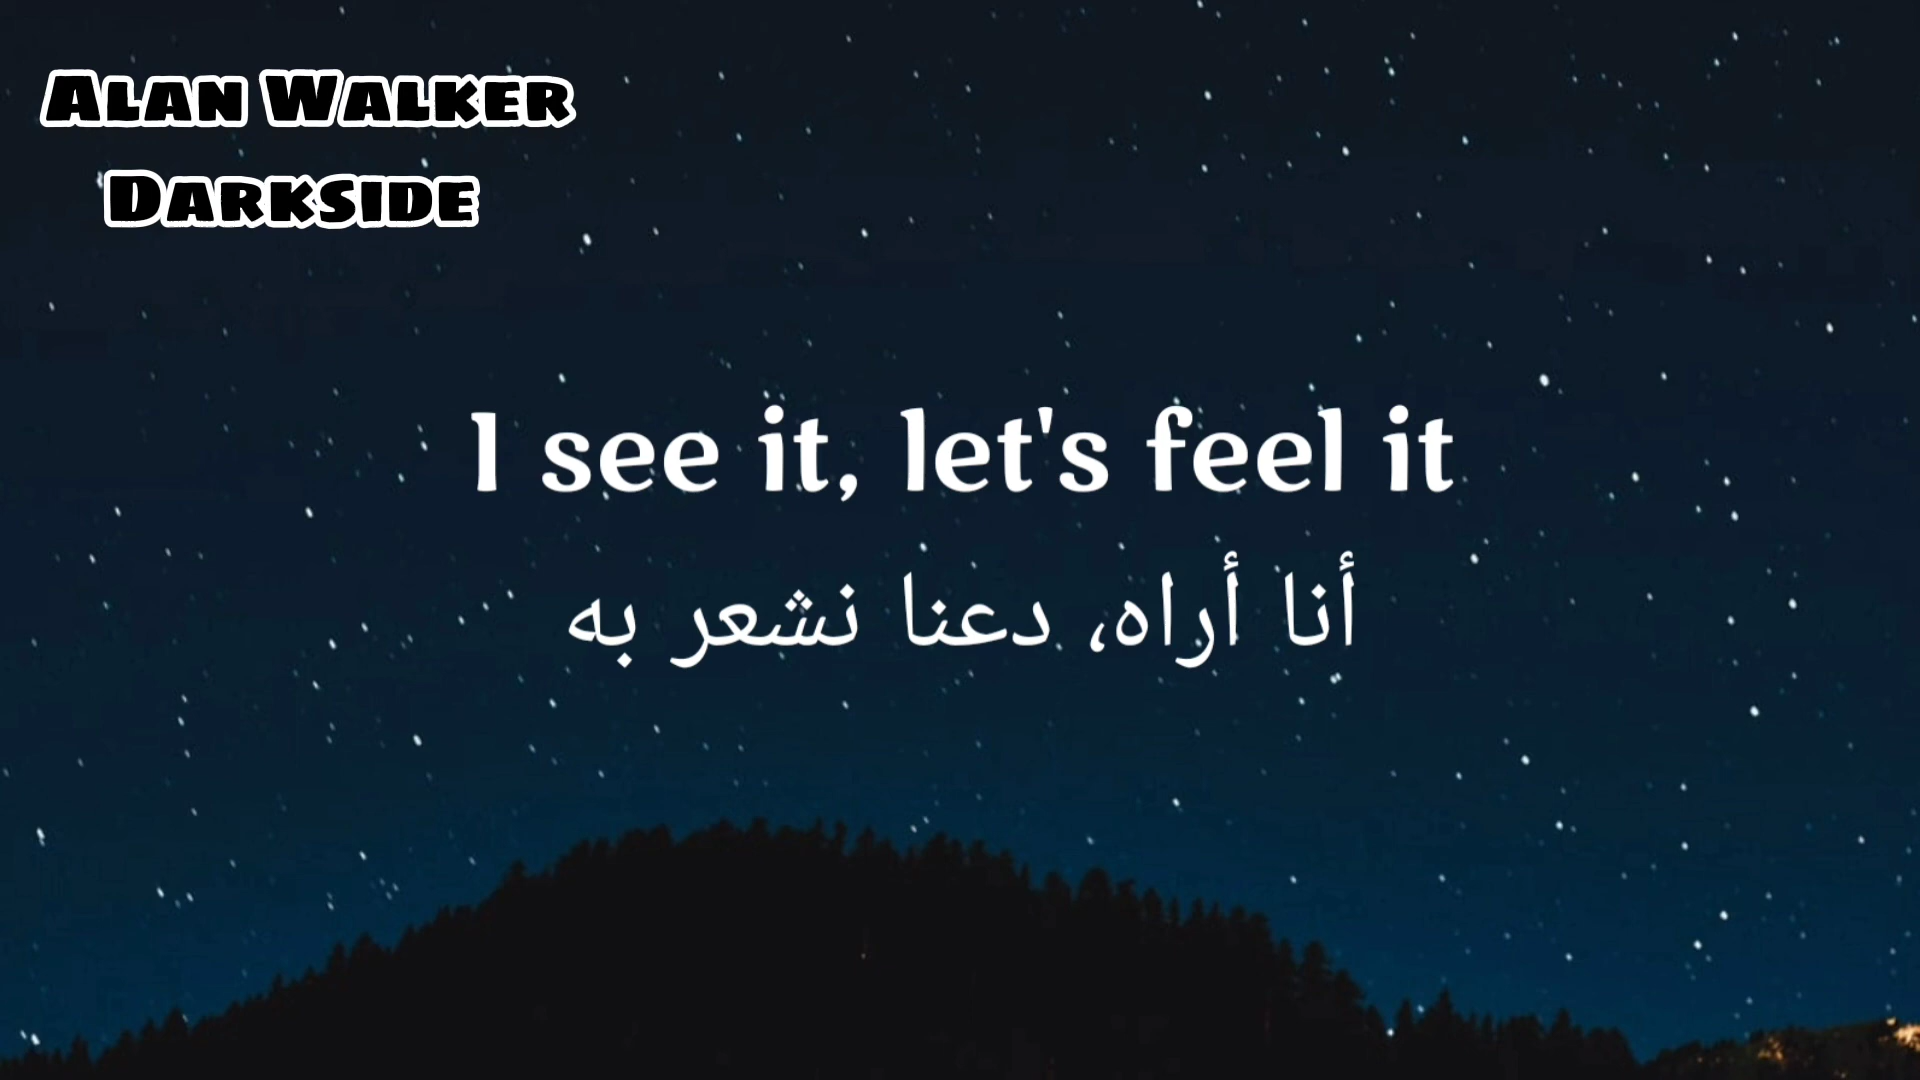 Alan Walker
Darkside
I see it, let's feel it
أنا أراه، دعنا نشعر به